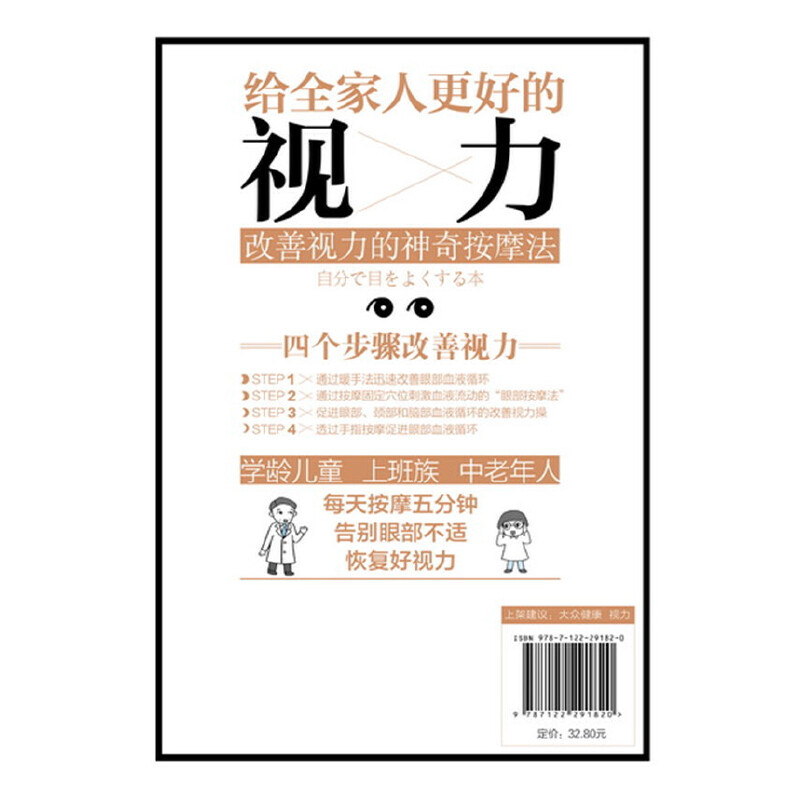 给全家人更好的
视力
改善视力的神奇按摩法
自分で目をよくする本
四个步骤改善视力
STEP 1 通过暖手法迅速改善眼部血液循环
STEP 2 通过按摩固定穴位刺激血液流动的“眼部按摩法”
STEP 3 促进眼部、颈部和脑部血液循环的改善视力操
STEP 4 透过手指按摩促进眼部血液循环
学龄儿童 上班族 中老年人
每天按摩五分钟
告别眼部不适
恢复好视力
上架建议：大众健康 视力
ISBN 978-7-122-29182-0
9 787122 291820>
定价：32.80元